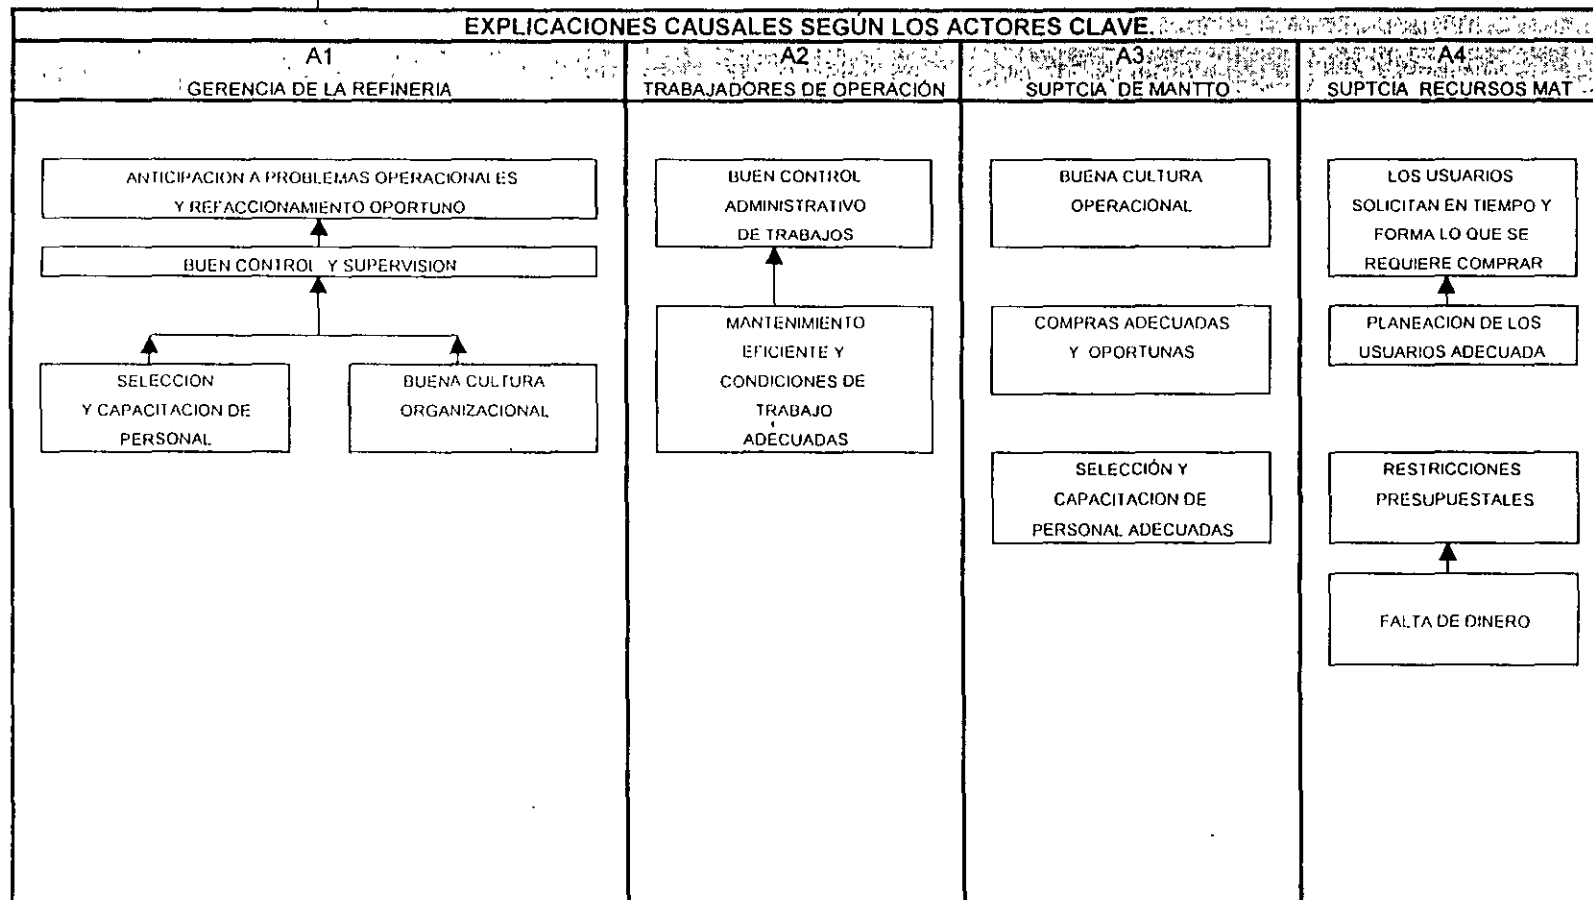 EXPLICACIONES CAUSALES SEGÚN LOS ACTORES CLAVE.
A1
GERENCIA DE LA REFINERIA
A2
TRABAJADORES DE OPERACIÓN
A3
SUPTCIA DE MANTTO
A4
SUPTCIA RECURSOS MAT
ANTICIPACION A PROBLEMAS OPERACIONALES
Y REFACCIONAMIENTO OPORTUNO
BUEN CONTROL Y SUPERVISION
SELECCION
Y CAPACITACION DE
PERSONAL
BUENA CULTURA
ORGANIZACIONAL
BUEN CONTROL
ADMINISTRATIVO
DE TRABAJOS
MANTENIMIENTO
EFICIENTE Y
CONDICIONES DE
TRABAJO
ADECUADAS
BUENA CULTURA
OPERACIONAL
COMPRAS ADECUADAS
Y OPORTUNAS
SELECCIÓN Y
CAPACITACION DE
PERSONAL ADECUADAS
LOS USUARIOS
SOLICITAN EN TIEMPO Y
FORMA LO QUE SE
REQUIERE COMPRAR
PLANEACION DE LOS
USUARIOS ADECUADA
RESTRICCIONES
PRESUPUESTALES
FALTA DE DINERO